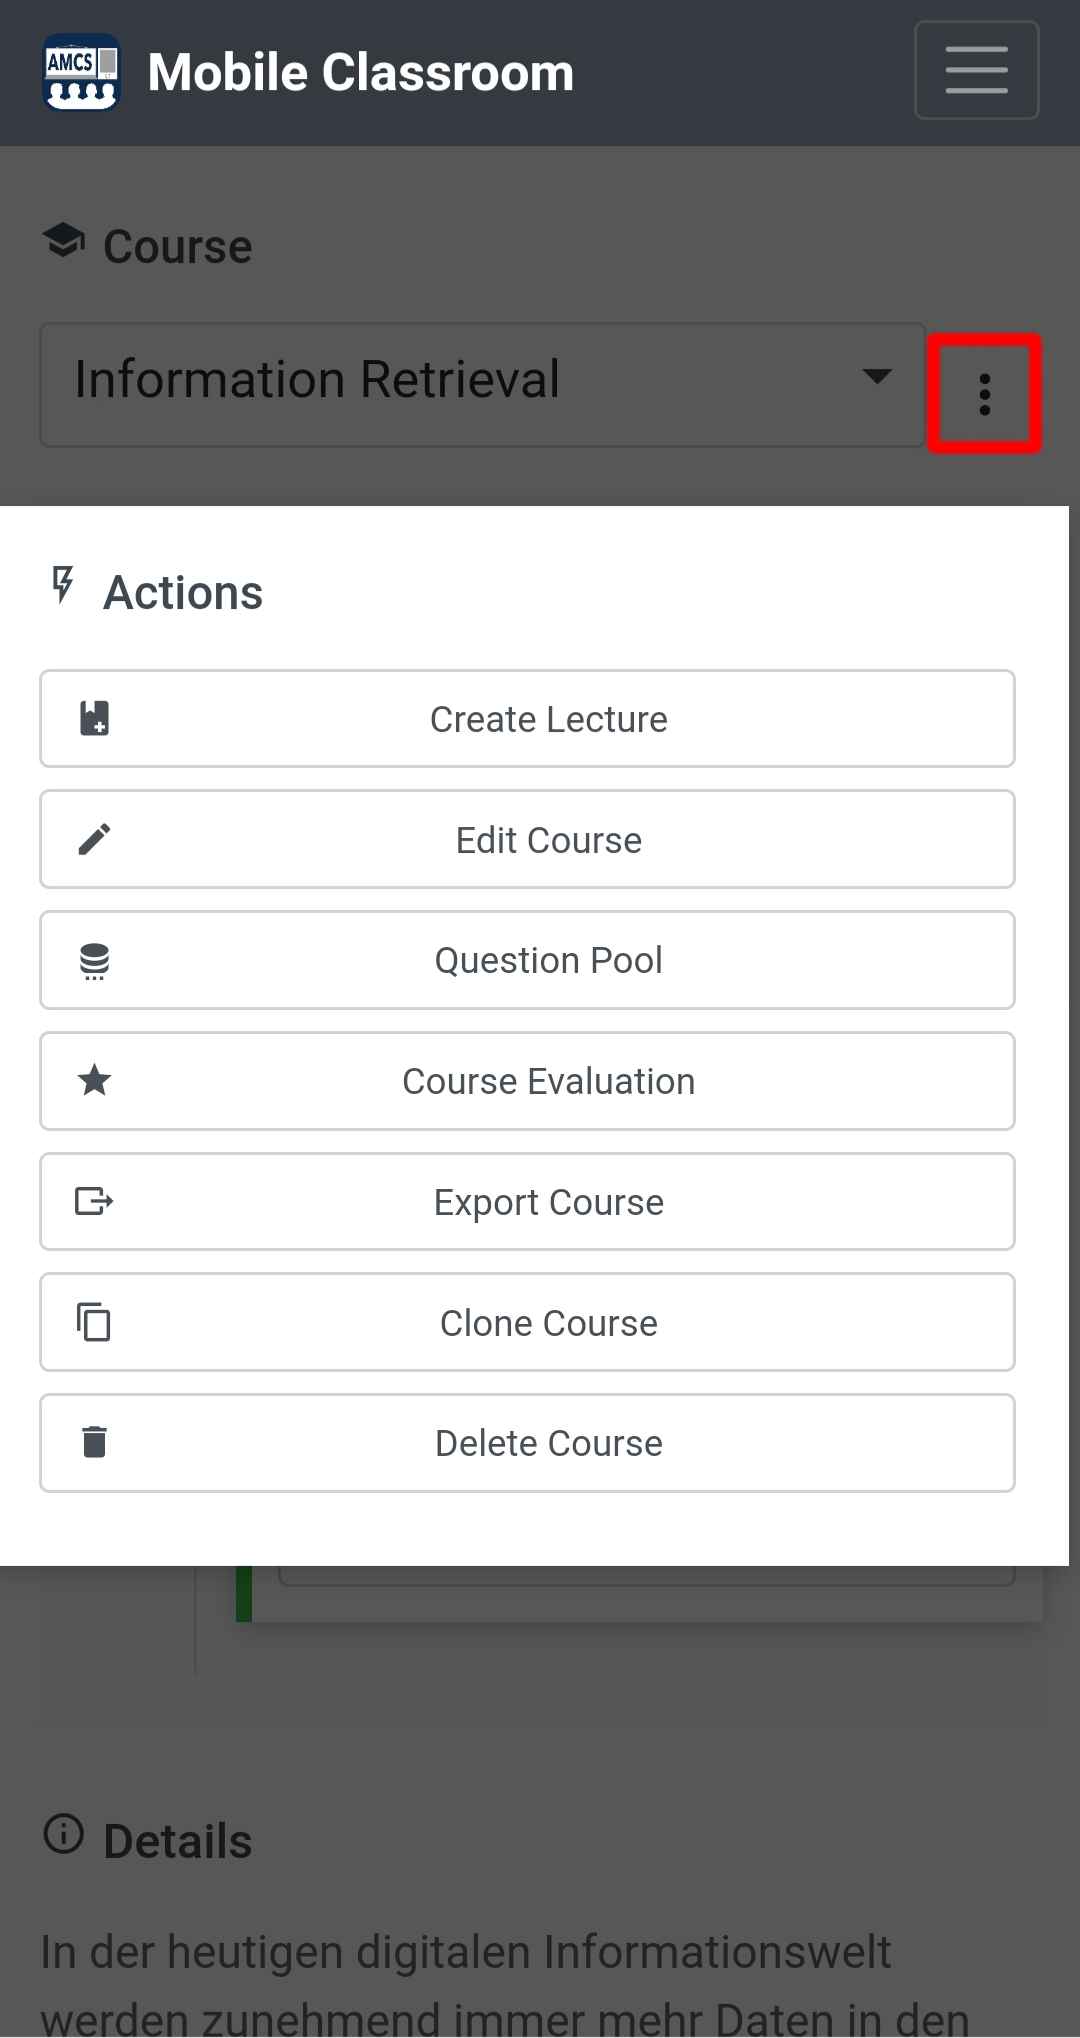 AMCS
Mobile Classroom
Course
Information Retrieval
Actions
Create Lecture
Edit Course
Question Pool
Course Evaluation
Export Course
Clone Course
Delete Course
Details
In der heutigen digitalen Informationswelt
werden zunehmend immer mehr Daten in den